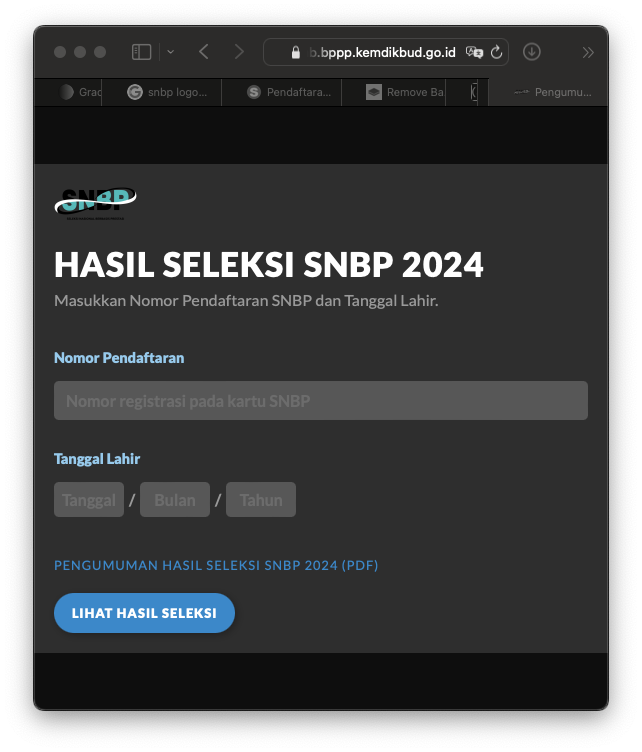 b.bppp.kemdikbud.go.id
Grac
snbp logo...
Pendaftara...
Remove Ba
Pengumu...
SNBP
HASIL SELEKSI SNBP 2024
Masukkan Nomor Pendaftaran SNBP dan Tanggal Lahir.
Nomor Pendaftaran
Nomor registrasi pada kartu SNBP
Tanggal Lahir
Tanggal / Bulan / Tahun
PENGUMUMAN HASIL SELEKSI SNBP 2024 (PDF)
LIHAT HASIL SELEKSI